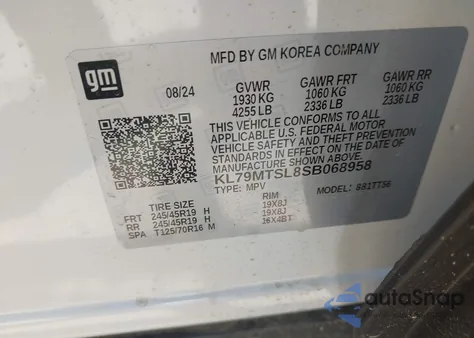 MFD BY GM KOREA COMPANY
gm
08/24 GVWR GAWR FRT GAWR RR
1930 KG 1060 KG 1060 KG
4255 LB 2336 LB 2336 LB
THIS VEHICLE CONFORMS TO ALL
APPLICABLE U.S. FEDERAL MOTOR
VEHICLE SAFETY AND THEFT PREVENTION
STANDARDS IN EFFECT ON THE DATE OF
MANUFACTURE SHOWN ABOVE.
KL79MTSL8SB068958
TYPE: MPV MODEL:
TIRE SIZE RIM
FRT 245/45R19 H 19X8J
RR 245/45R19 H 19X8J
SPA T125/70R16 M 16X4BT
autoSnap